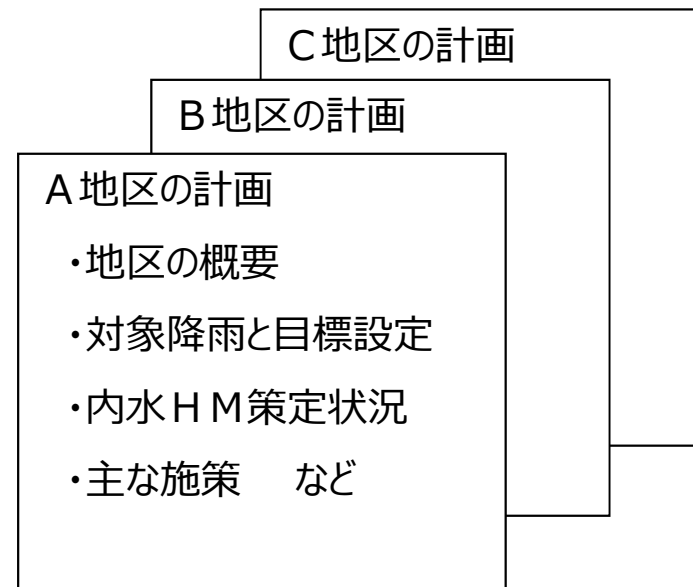 C地区の計画
B地区の計画
A地区の計画
・地区の概要
・対象降雨と目標設定
・内水HM策定状況
・主な施策　など